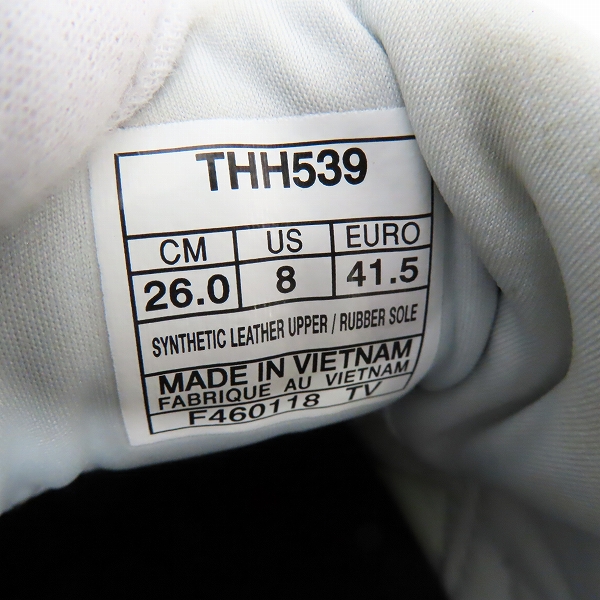 THH539
CM US EURO
26.0 8 41.5
SYNTHETIC LEATHER UPPER / RUBBER SOLE
MADE IN VIETNAM
FABRIQUE AU VIETNAM
F460118 TV